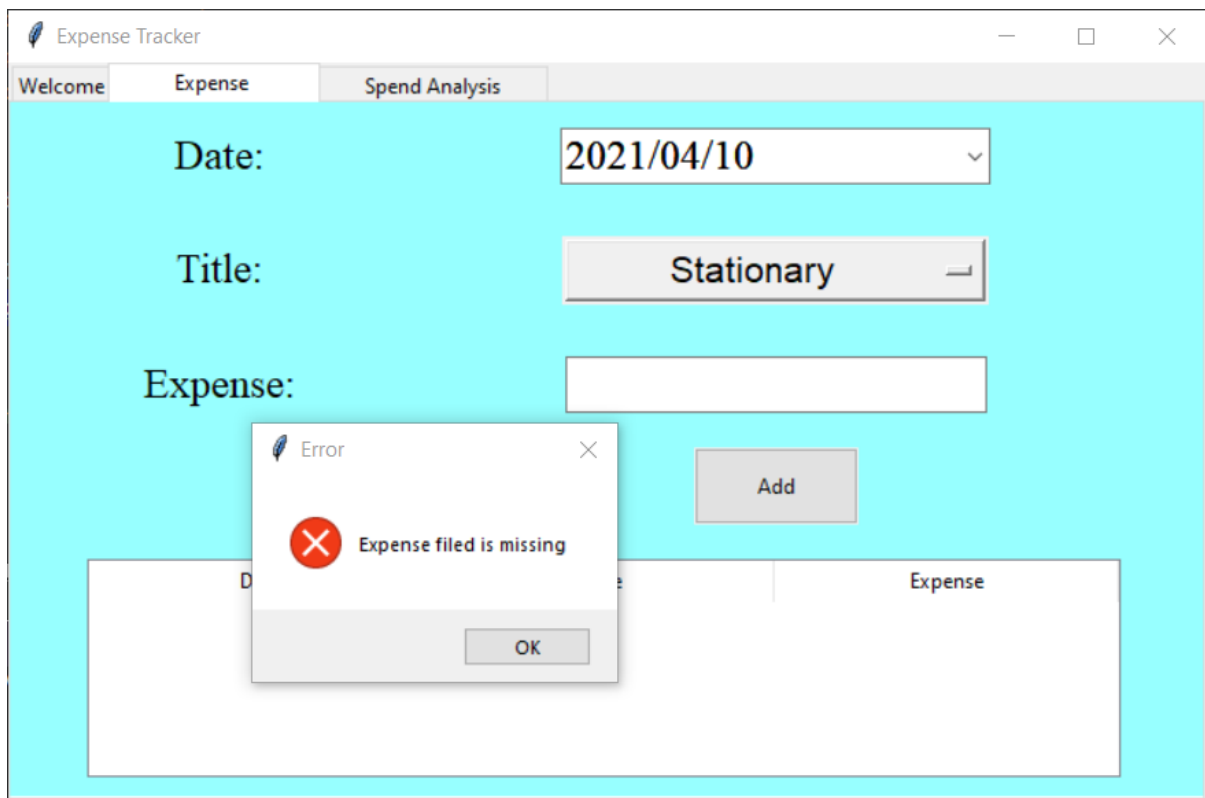 Expense Tracker
Welcome Expense Spend Analysis
Date: 2021/04/10
Title: Stationary
Expense:
Error
Add
Expense filed is missing
Expense
OK